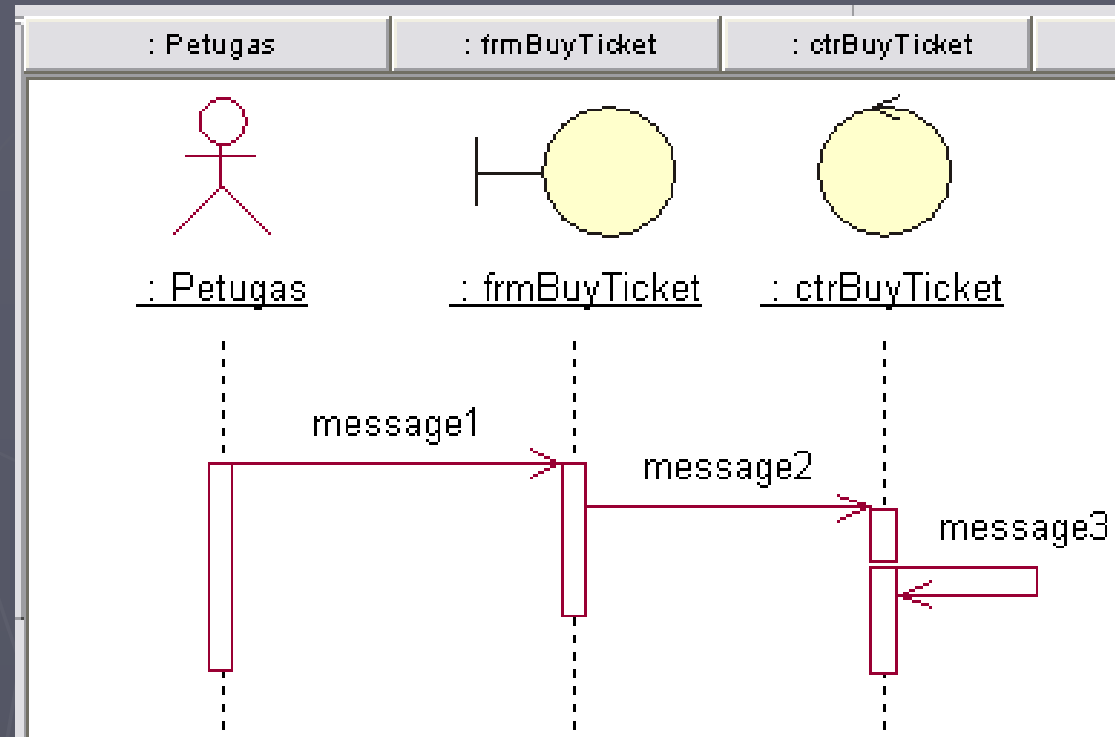 : Petugas : frmBuyTicket : ctrBuyTicket
: Petugas : frmBuyTicket : ctrBuyTicket
message1
message2
message3